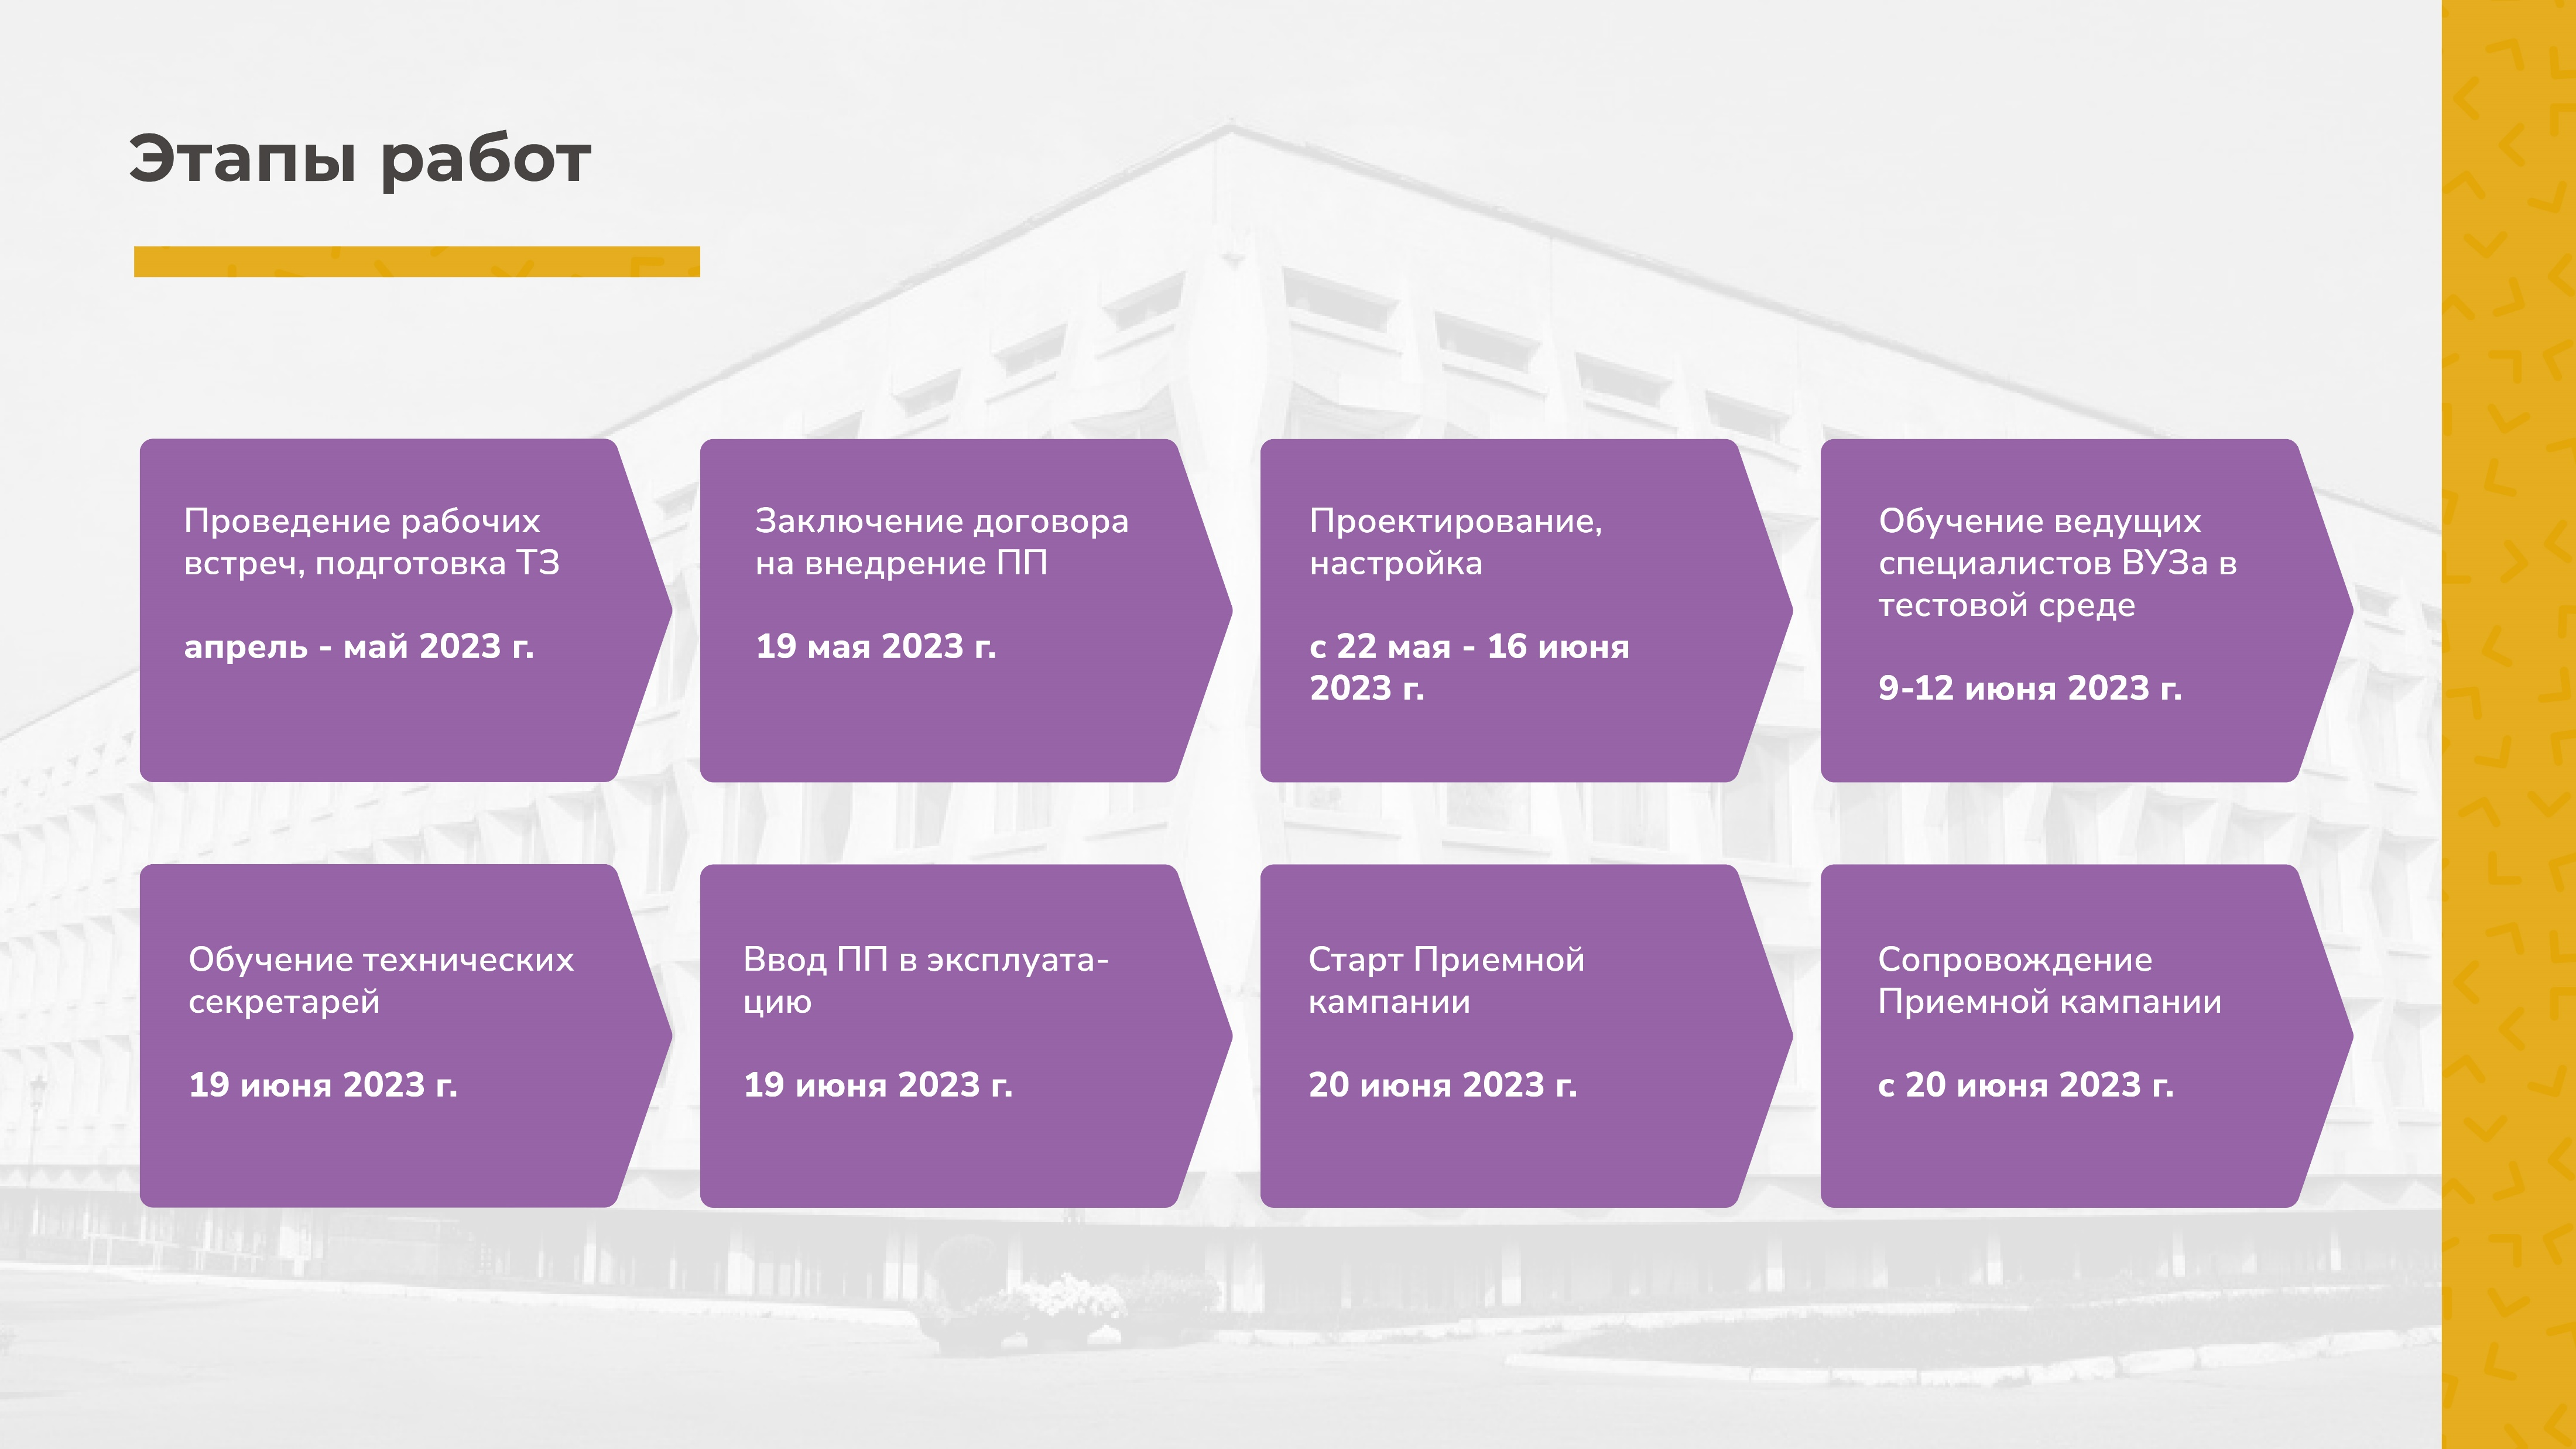 Этапы работ
Проведение рабочих
встреч, подготовка ТЗ
апрель - май 2023 г.
Заключение договора
на внедрение ПП
19 мая 2023 г.
Проектирование,
настройка
с 22 мая - 16 июня
2023 г.
Обучение ведущих
специалистов ВУЗа в
тестовой среде
9-12 июня 2023 г.
Обучение технических
секретарей
19 июня 2023 г.
Ввод ПП в эксплуата-
цию
19 июня 2023 г.
Старт Приемной
кампании
20 июня 2023 г.
Сопровождение
Приемной кампании
с 20 июня 2023 г.